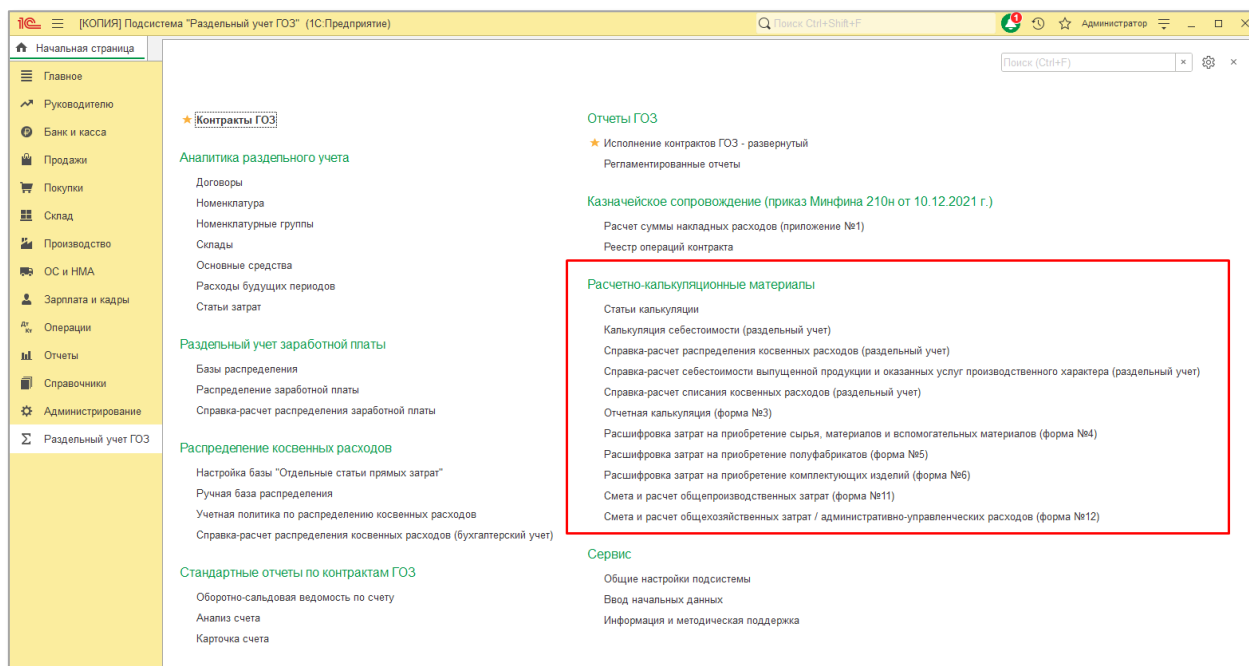 1С [КОПИЯ] Подсистема "Раздельный учет ГОЗ" (1С:Предприятие) Поиск Ctrl+Shift+F 1 Администратор
Начальная страница
Поиск (Ctrl+F)
Главное
Руководителю
Банк и касса
Продажи
Покупки
Склад
Производство
ОС и НМА
Зарплата и кадры
Операции
Отчеты
Справочники
Администрирование
Раздельный учет ГОЗ
Контракты ГОЗ
Аналитика раздельного учета
Договоры
Номенклатура
Номенклатурные группы
Склады
Основные средства
Расходы будущих периодов
Статьи затрат
Раздельный учет заработной платы
Базы распределения
Распределение заработной платы
Справка-расчет распределения заработной платы
Распределение косвенных расходов
Настройка базы "Отдельные статьи прямых затрат"
Ручная база распределения
Учетная политика по распределению косвенных расходов
Справка-расчет распределения косвенных расходов (бухгалтерский учет)
Стандартные отчеты по контрактам ГОЗ
Оборотно-сальдовая ведомость по счету
Анализ счета
Карточка счета
Отчеты ГОЗ
Исполнение контрактов ГОЗ - развернутый
Регламентированные отчеты
Казначейское сопровождение (приказ Минфина 210н от 10.12.2021 г.)
Расчет суммы накладных расходов (приложение №1)
Реестр операций контракта
Расчетно-калькуляционные материалы
Статьи калькуляции
Калькуляция себестоимости (раздельный учет)
Справка-расчет распределения косвенных расходов (раздельный учет)
Справка-расчет себестоимости выпущенной продукции и оказанных услуг производственного характера (раздельный учет)
Справка-расчет списания косвенных расходов (раздельный учет)
Отчетная калькуляция (форма №3)
Расшифровка затрат на приобретение сырья, материалов и вспомогательных материалов (форма №4)
Расшифровка затрат на приобретение полуфабрикатов (форма №5)
Расшифровка затрат на приобретение комплектующих изделий (форма №6)
Смета и расчет общепроизводственных затрат (форма №11)
Смета и расчет общехозяйственных затрат / административно-управленческих расходов (форма №12)
Сервис
Общие настройки подсистемы
Ввод начальных данных
Информация и методическая поддержка